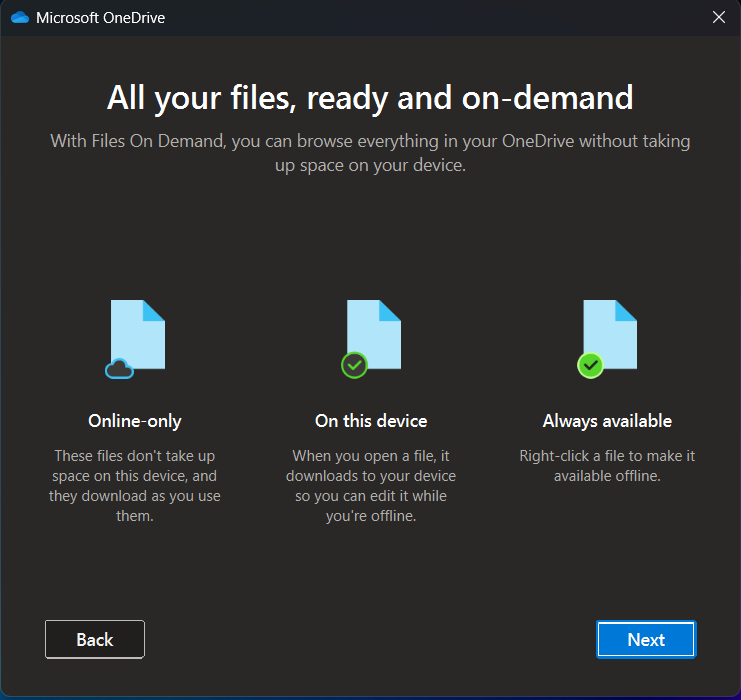 Microsoft OneDrive
All your files, ready and on-demand
With Files On Demand, you can browse everything in your OneDrive without taking
up space on your device.
Online-only
These files don't take up
space on this device, and
they download as you use
them.
On this device
When you open a file, it
downloads to your device
so you can edit it while
you're offline.
Always available
Right-click a file to make it
available offline.
Back
Next